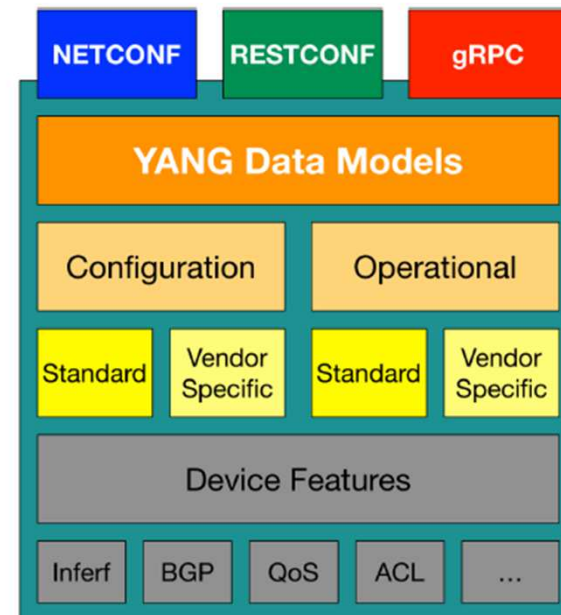 NETCONF RESTCONF gRPC
YANG Data Models
Configuration Operational
Standard Vendor Specific Standard Vendor Specific
Device Features
Inferf BGP QoS ACL ...